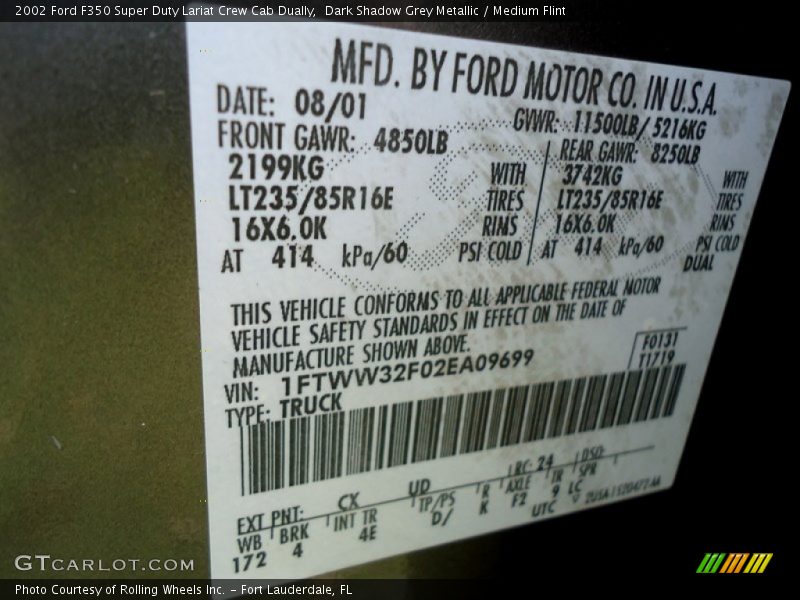 2002 Ford F350 Super Duty Lariat Crew Cab Dually,  Dark Shadow Grey Metallic / Medium Flint
MFD. BY FORD MOTOR CO. IN U.S.A.
DATE: 08/01 GVWR: 11500LB/ 5216KG
FRONT GAWR: 4850LB REAR GAWR: 8250LB
2199KG WITH 3742KG WITH
LT235/85R16E TIRES LT235/85R16E TIRES
16X6.0K RIMS 16X6.0K RIMS
AT 414 kPa/60 PSI COLD AT 414 kPa/60 PSI COLD
DUAL
THIS VEHICLE CONFORMS TO ALL APPLICABLE FEDERAL MOTOR
VEHICLE SAFETY STANDARDS IN EFFECT ON THE DATE OF
MANUFACTURE SHOWN ABOVE.
F0131
T1719
VIN: 1FTWW32F02EA09699
TYPE: TRUCK
EXT PNT: CX UD LRC: 24 DSO:
WB BRK INT TR TP/PS R AXLE TR SPR
172 4 4E D/ K F2 9 LC
UTC
GTCARLOT.COM
Photo Courtesy of Rolling Wheels Inc. – Fort Lauderdale, FL